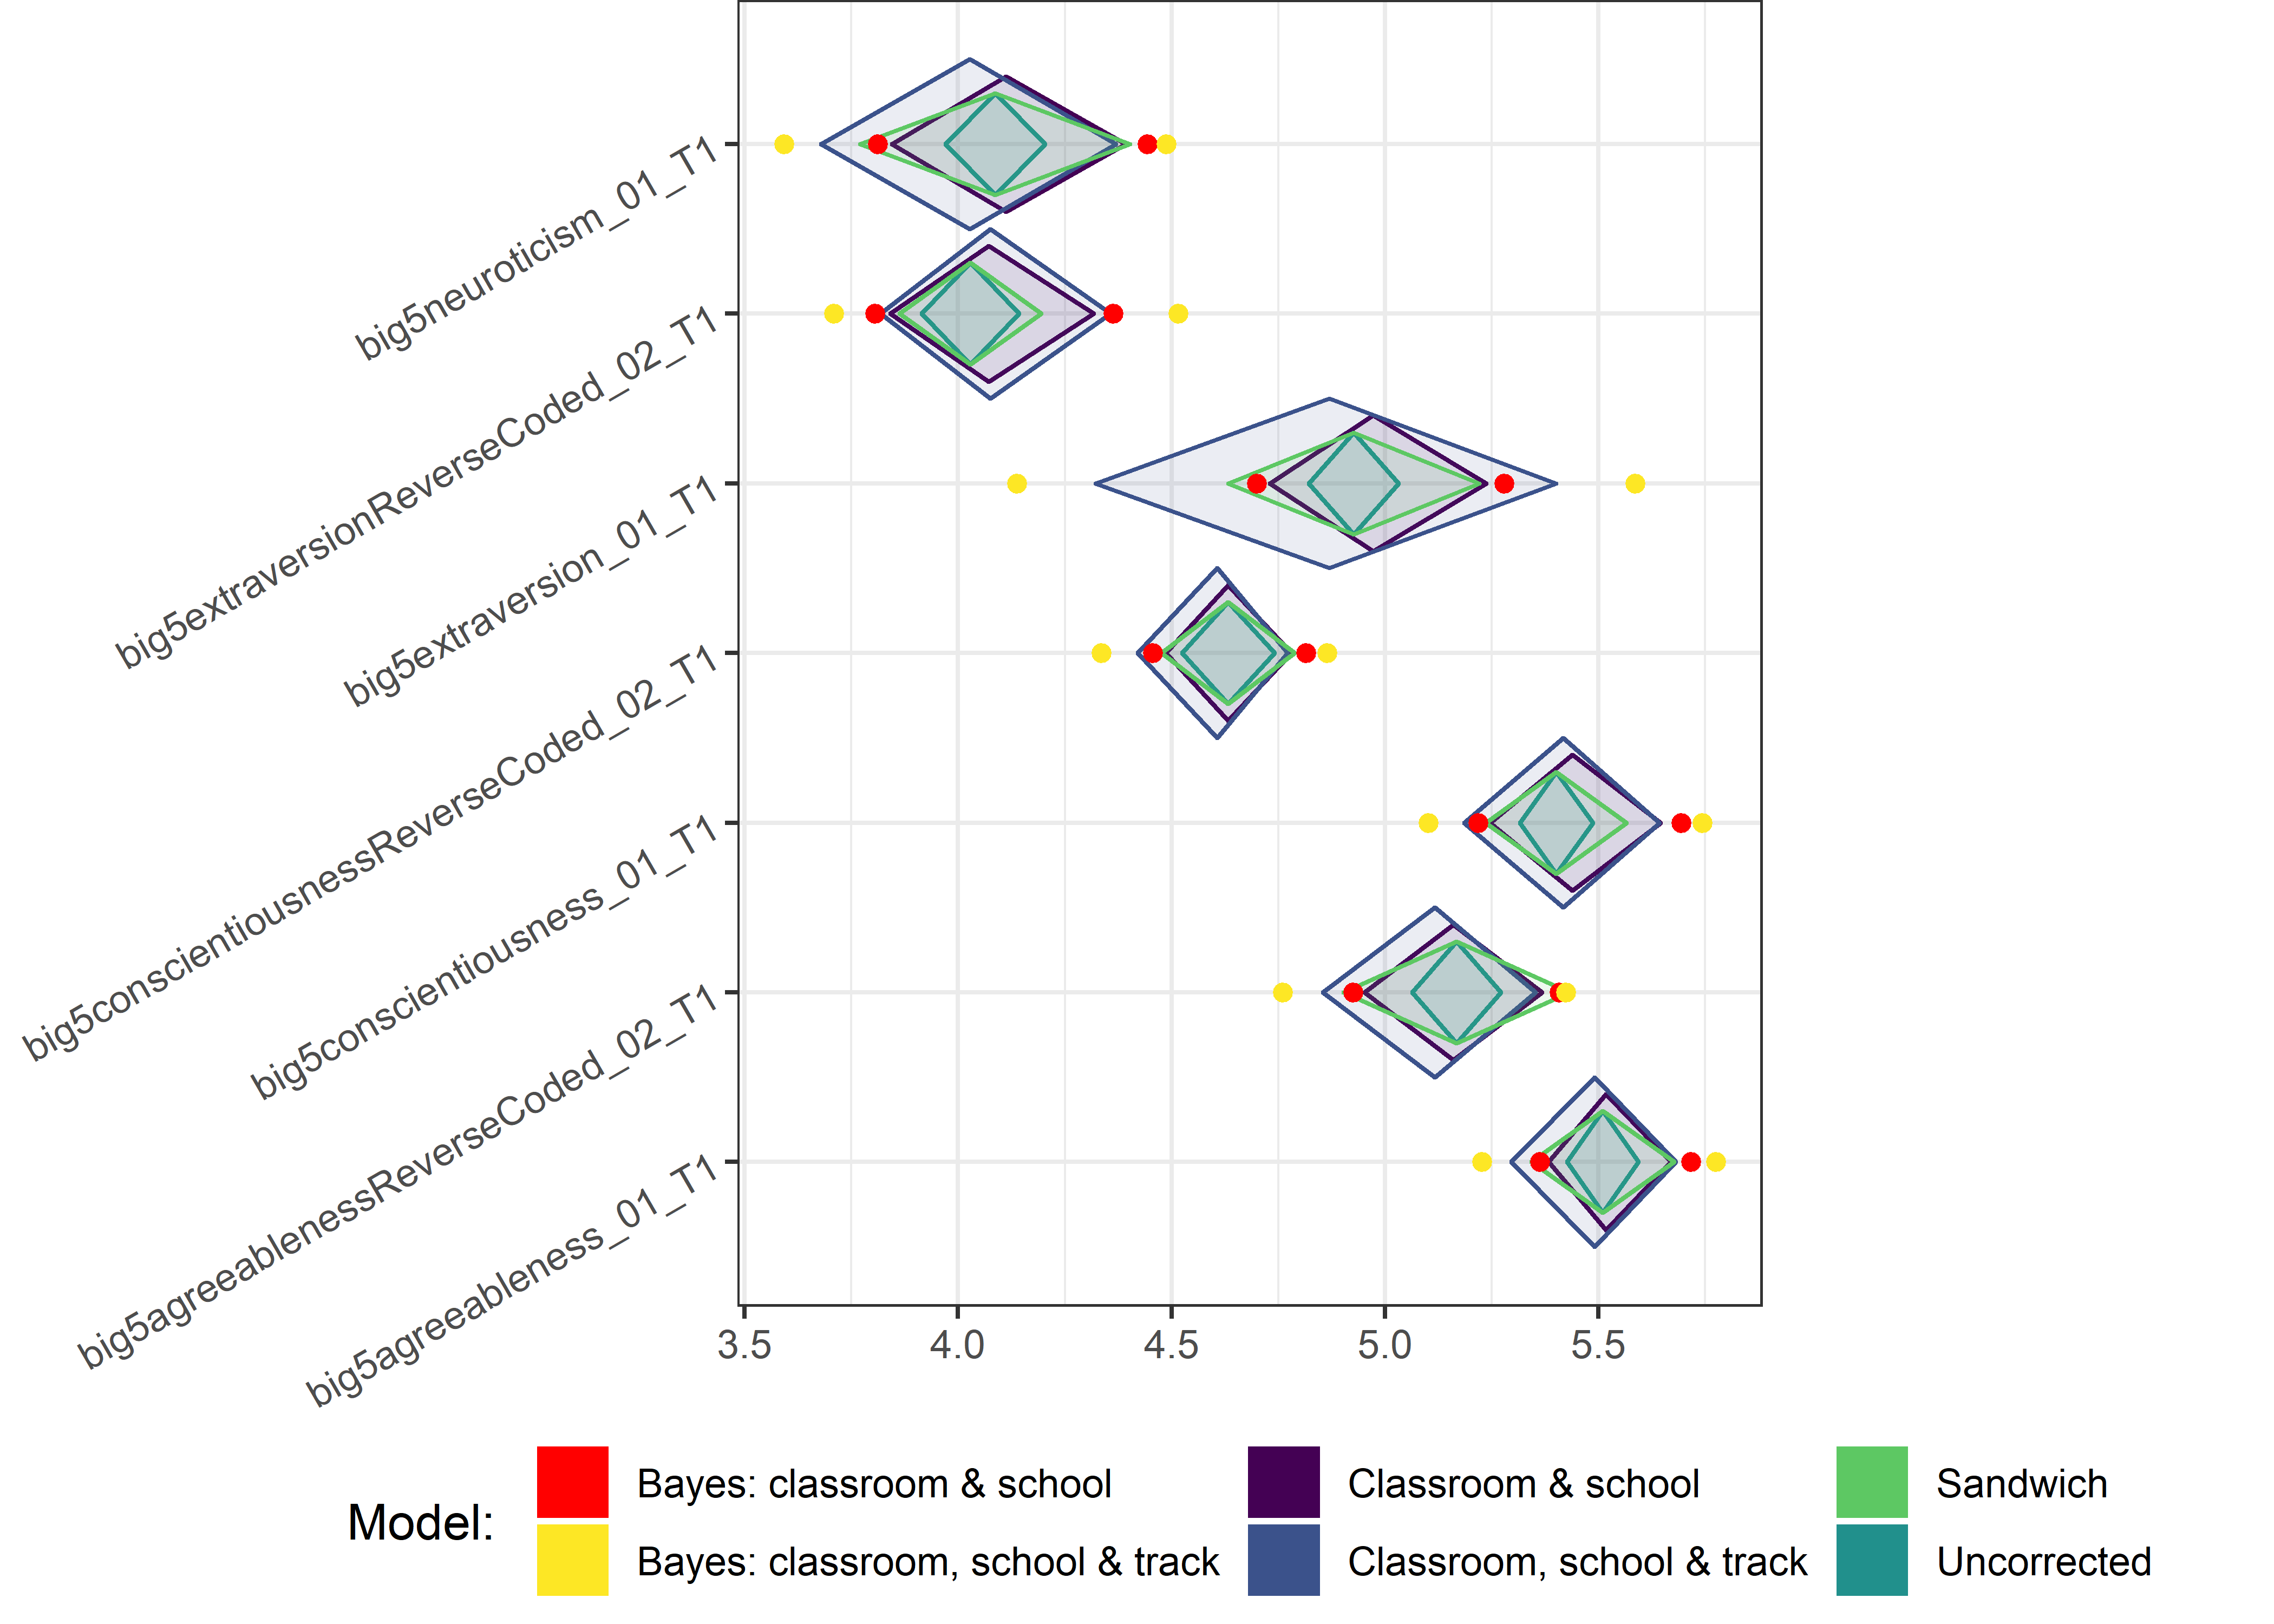 big5neuroticism_01_T1
big5extraversionReverseCoded_02_T1
big5extraversion_01_T1
big5conscientiousnessReverseCoded_02_T1
big5conscientiousness_01_T1
big5agreeablenessReverseCoded_02_T1
big5agreeableness_01_T1
3.5 4.0 4.5 5.0 5.5
Model:
Bayes: classroom & school
Bayes: classroom, school & track
Classroom & school
Classroom, school & track
Sandwich
Uncorrected